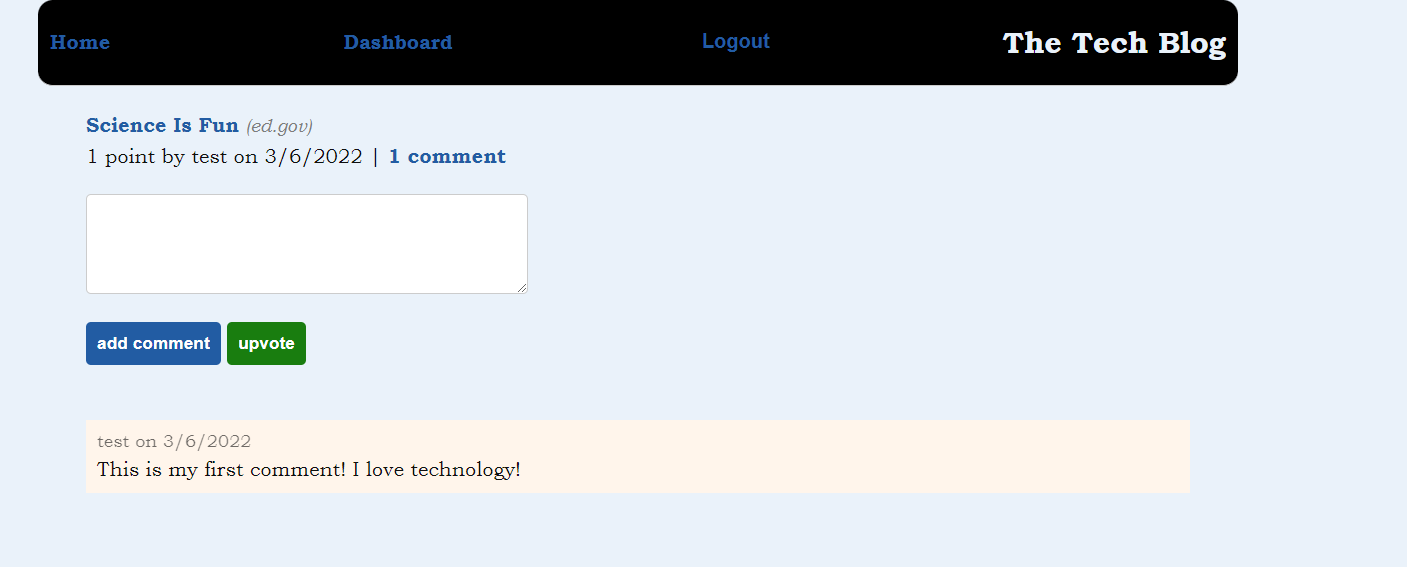 Home Dashboard Logout The Tech Blog
Science Is Fun (ed.gov)
1 point by test on 3/6/2022 | 1 comment
add comment upvote
test on 3/6/2022
This is my first comment! I love technology!